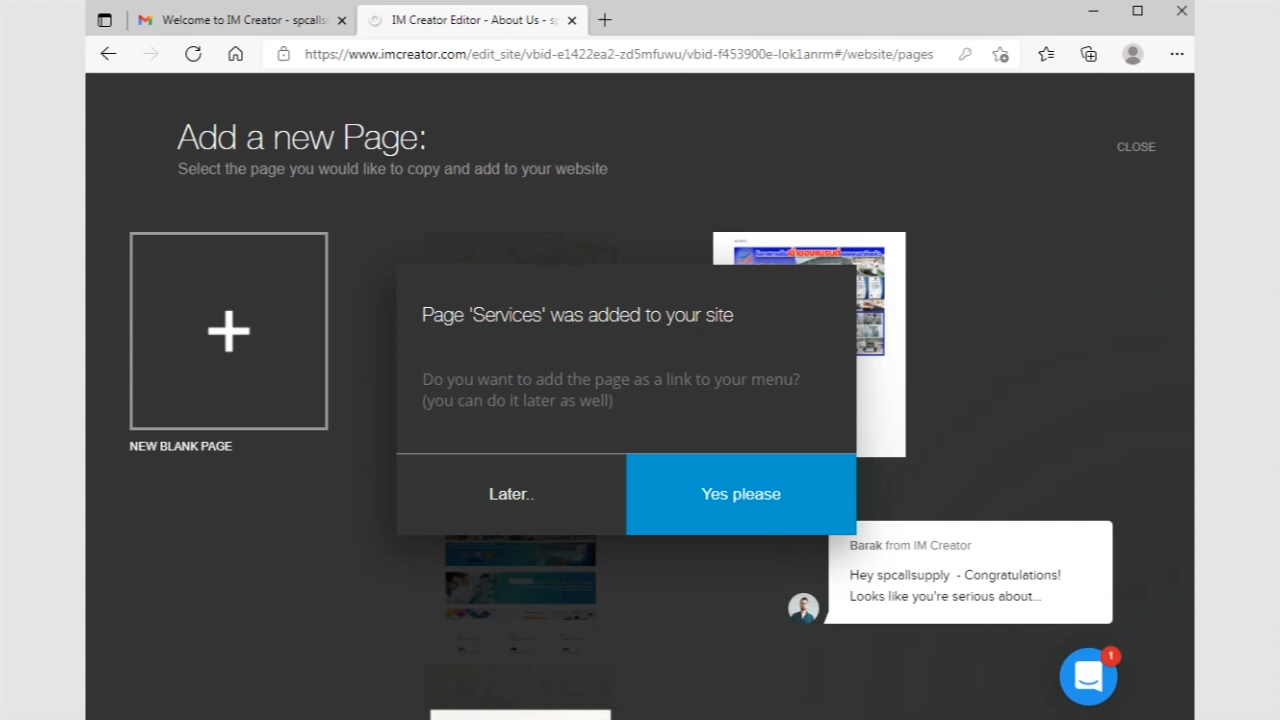 Welcome to IM Creator - spcalls
IM Creator Editor - About Us - sp
https://www.imcreator.com/edit_site/vbid-e1422ea2-zd5mfuwu/vbid-f453900e-lok1anrm#/website/pages
Add a new Page:
Select the page you would like to copy and add to your website
CLOSE
NEW BLANK PAGE
Page 'Services' was added to your site
Do you want to add the page as a link to your menu?
(you can do it later as well)
Later..
Yes please
Barak from IM Creator
Hey spcallsupply - Congratulations!
Looks like you're serious about...
1